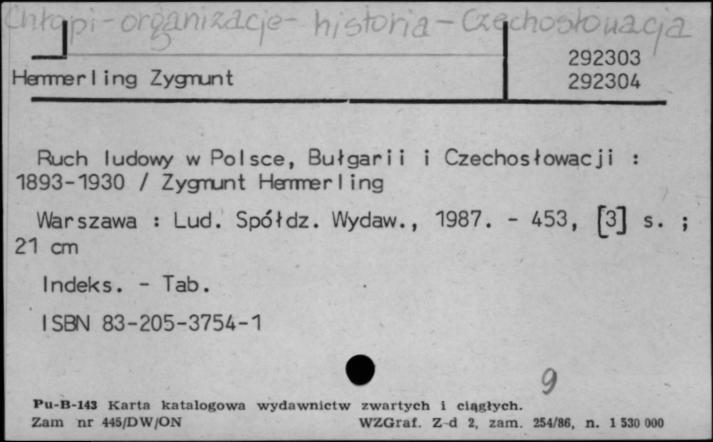 Chłopi - organizacje - historia - Czechosłowacja
292303
Hemmerling Zygmunt
292304
Ruch ludowy w Polsce, Bułgarii i Czechosłowacji :
1893-1930 / Zygmunt Hemmerling
Warszawa : Lud. Spółdz. Wydaw., 1987. - 453, [3] s. ;
21 cm
Indeks. - Tab.
ISBN 83-205-3754-1
9
Pu-B-143 Karta katalogowa wydawnictw zwartych i ciągłych.
Zam nr 445/DW/ON WZGraf. Z-d 2, zam. 254/86, n. 1 530 000